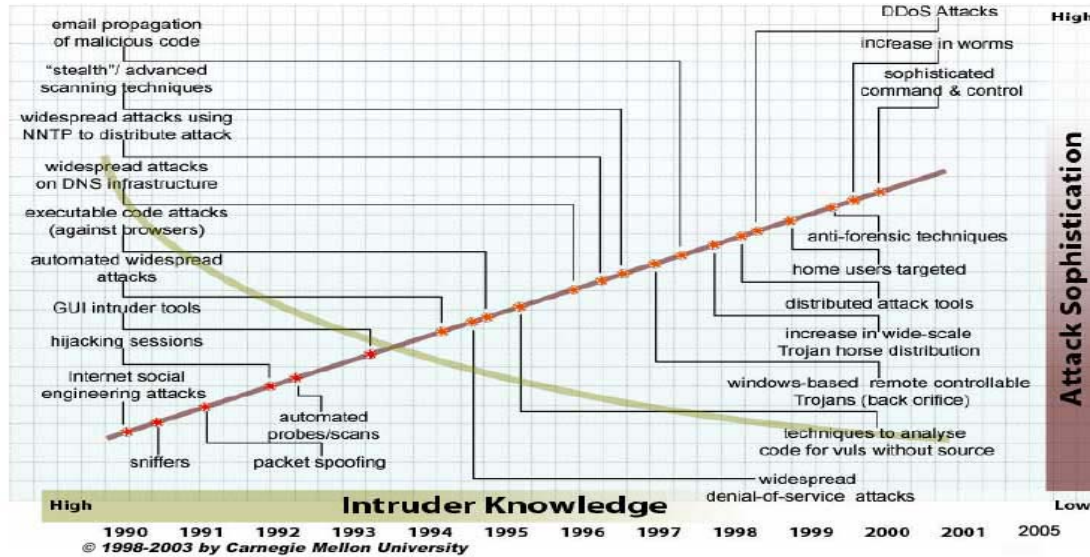 email propagation
of malicious code
DDoS Attacks
High
increase in worms
"stealth"/ advanced
scanning techniques
sophisticated
command & control
widespread attacks using
NNTP to distribute attack
widespread attacks
on DNS infrastructure
executable code attacks
(against browsers)
automated widespread
attacks
GUI intruder tools
hijacking sessions
Internet social
engineering attacks
sniffers
automated
probes/scans
packet spoofing
anti-forensic techniques
home users targeted
distributed attack tools
increase in wide-scale
Trojan horse distribution
windows-based remote controllable
Trojans (back orifice)
techniques to analyse
code for vuls without source
widespread
denial-of-service attacks
Attack Sophistication
Low
High
Intruder Knowledge
1990 1991 1992 1993 1994 1995 1996 1997 1998 1999 2000 2001 2005
© 1998-2003 by Carnegie Mellon University